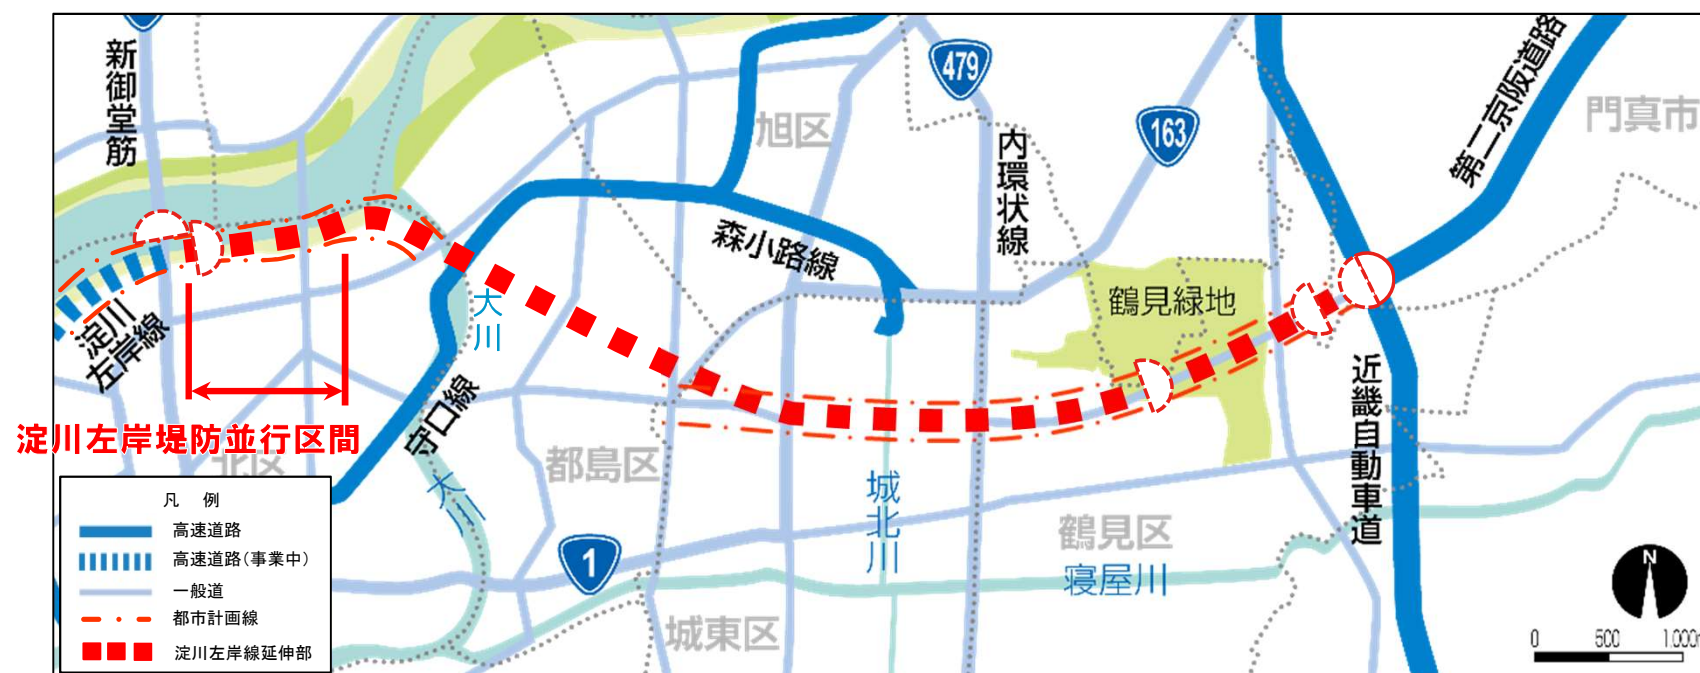 新御堂筋
479
163
旭区
内環状線
第二京阪道路
門真市
森小路線
鶴見緑地
大川
淀川
左岸線
守口線
近畿自動車道
淀川左岸堤防並行区間
北区
都島区
大川
城北川
鶴見区
寝屋川
1
城東区
凡 例
高速道路
高速道路(事業中)
一般道
都市計画線
淀川左岸線延伸部
N
0 500 1.000m